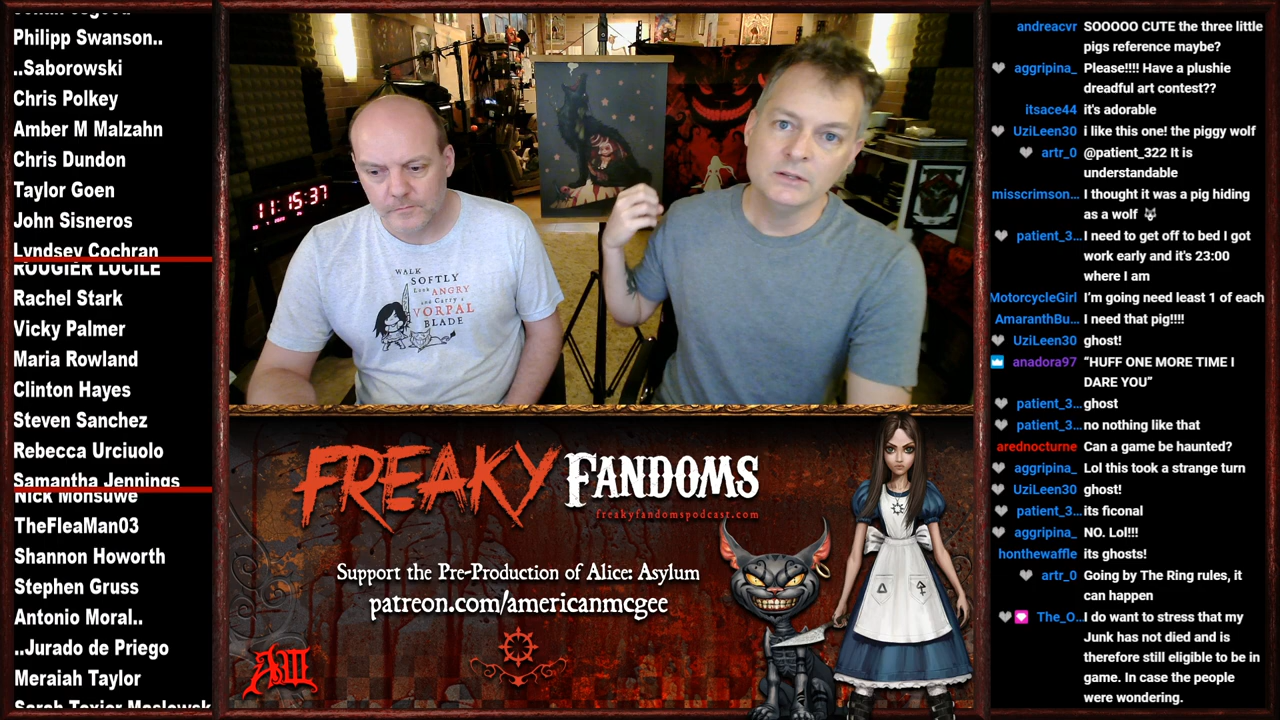 Philipp Swanson..
..Saborowski
Chris Polkey
Amber M Malzahn
Chris Dundon
Taylor Goen
John Sisneros
Lyndsey Cochran
ROUGIER LUCILE
Rachel Stark
Vicky Palmer
Maria Rowland
Clinton Hayes
Steven Sanchez
Rebecca Urciuolo
Samantha Jennings
Nick Monsuwe
TheFleaMan03
Shannon Howorth
Stephen Gruss
Antonio Moral..
..Jurado de Priego
Meraiah Taylor
11:15:37
WALK
SOFTLY
ANGRY
and Carry a
VORPAL
BLADE
FREAKY FANDOMS
freakyfandomspodcast.com
Support the Pre-Production of Alice: Asylum
patreon.com/americanmcgee
andreacvr SOOOOO CUTE the three little
pigs reference maybe?
aggripina_ Please!!!! Have a plushie
dreadful art contest??
itsace44 it's adorable
UziLeen30 i like this one! the piggy wolf
artr_0 @patient_322 It is
understandable
misscrimson... I thought it was a pig hiding
as a wolf
patient_3... I need to get off to bed I got
work early and it's 23:00
where I am
MotorcycleGirl I'm going need least 1 of each
AmaranthBu... I need that pig!!!!
UziLeen30 ghost!
anadora97 “HUFF ONE MORE TIME I
DARE YOU”
patient_3... ghost
patient_3... no nothing like that
arednocturne Can a game be haunted?
aggripina_ Lol this took a strange turn
UziLeen30 ghost!
patient_3... its ficonal
aggripina_ NO. Lol!!!
honthewaffle its ghosts!
artr_0 Going by The Ring rules, it
can happen
The_O... I do want to stress that my
Junk has not died and is
therefore still eligible to be in
game. In case the people
were wondering.